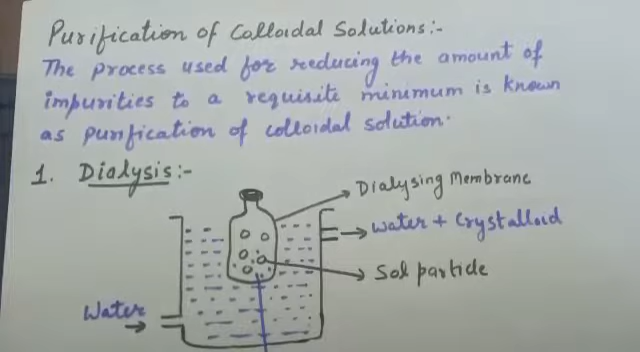 Purification of Colloidal Solutions:-
The process used for reducing the amount of
impurities to a requisite minimum is known
as purification of colloidal solution.
1. Dialysis:-
Dialysing Membrane
Water + Crystalloid
Sol particle
Water